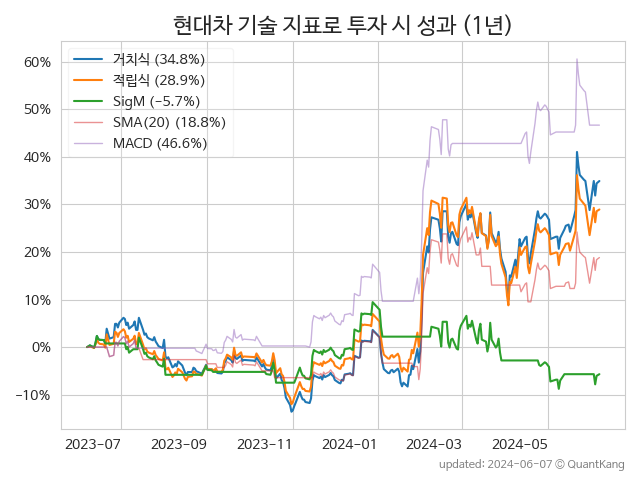 현대차 기술 지표로 투자 시 성과 (1년)
거치식 (34.8%)
적립식 (28.9%)
SigM (−5.7%)
SMA(20) (18.8%)
MACD (46.6%)
60%
50%
40%
30%
20%
10%
0%
−10%
2023−07
2023−09
2023−11
2024−01
2024−03
2024−05
updated: 2024-06-07 © QuantKang